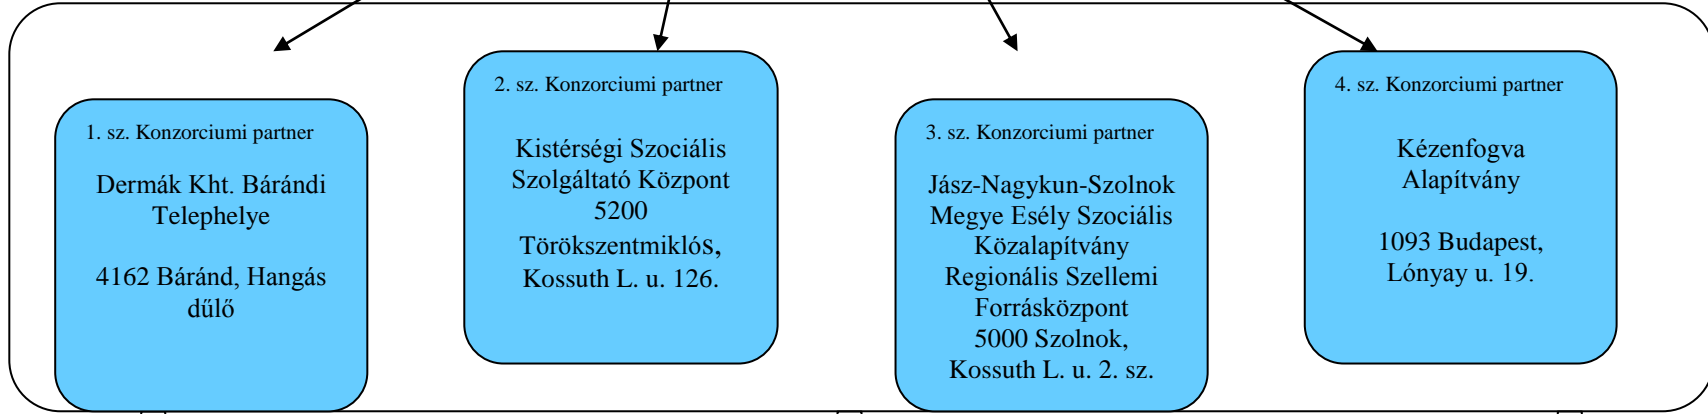 1. sz. Konzorciumi partner
Dermák Kht. Bárándi
Telephelye
4162 Báránd, Hangás
dűlő
2. sz. Konzorciumi partner
Kistérségi Szociális
Szolgáltató Központ
5200
Törökszentmiklós,
Kossuth L. u. 126.
3. sz. Konzorciumi partner
Jász-Nagykun-Szolnok
Megye Esély Szociális
Közalapítvány
Regionális Szellemi
Forrásközpont
5000 Szolnok,
Kossuth L. u. 2. sz.
4. sz. Konzorciumi partner
Kézenfogva
Alapítvány
1093 Budapest,
Lónyay u. 19.